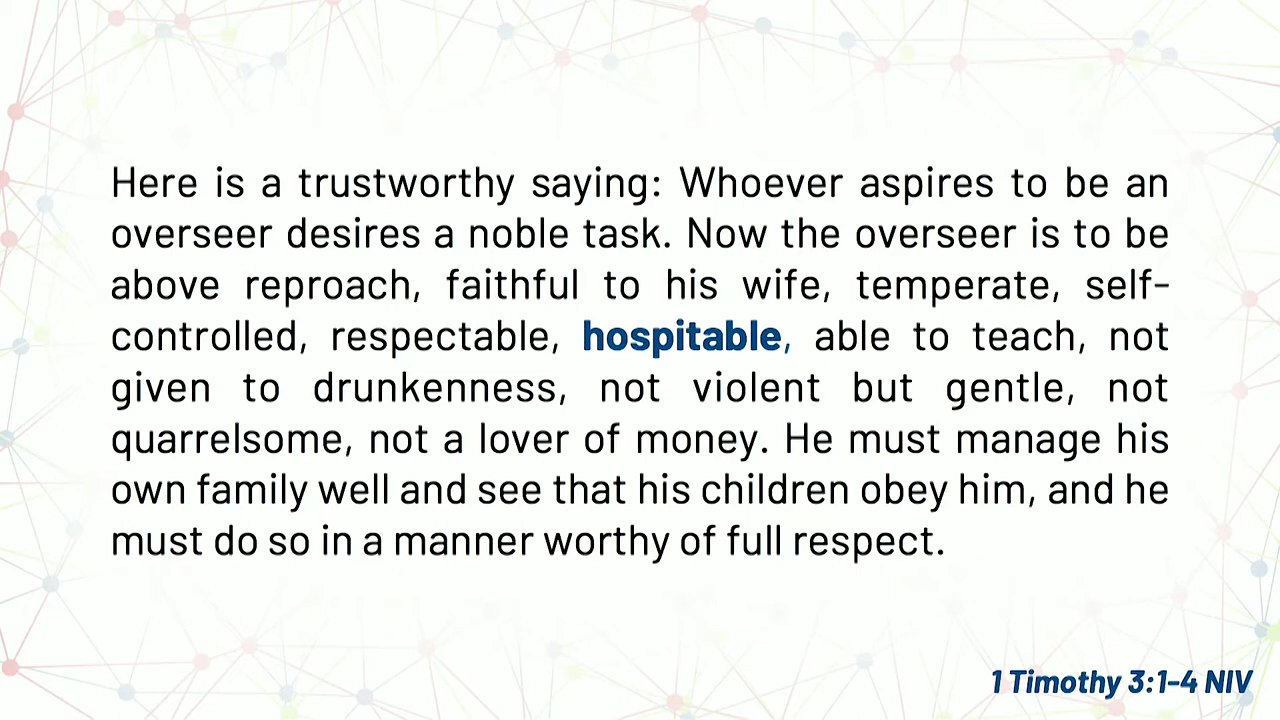 Here is a trustworthy saying: Whoever aspires to be an
overseer desires a noble task. Now the overseer is to be
above reproach, faithful to his wife, temperate, self-
controlled, respectable, hospitable, able to teach, not
given to drunkenness, not violent but gentle, not
quarrelsome, not a lover of money. He must manage his
own family well and see that his children obey him, and he
must do so in a manner worthy of full respect.
1 Timothy 3:1-4 NIV